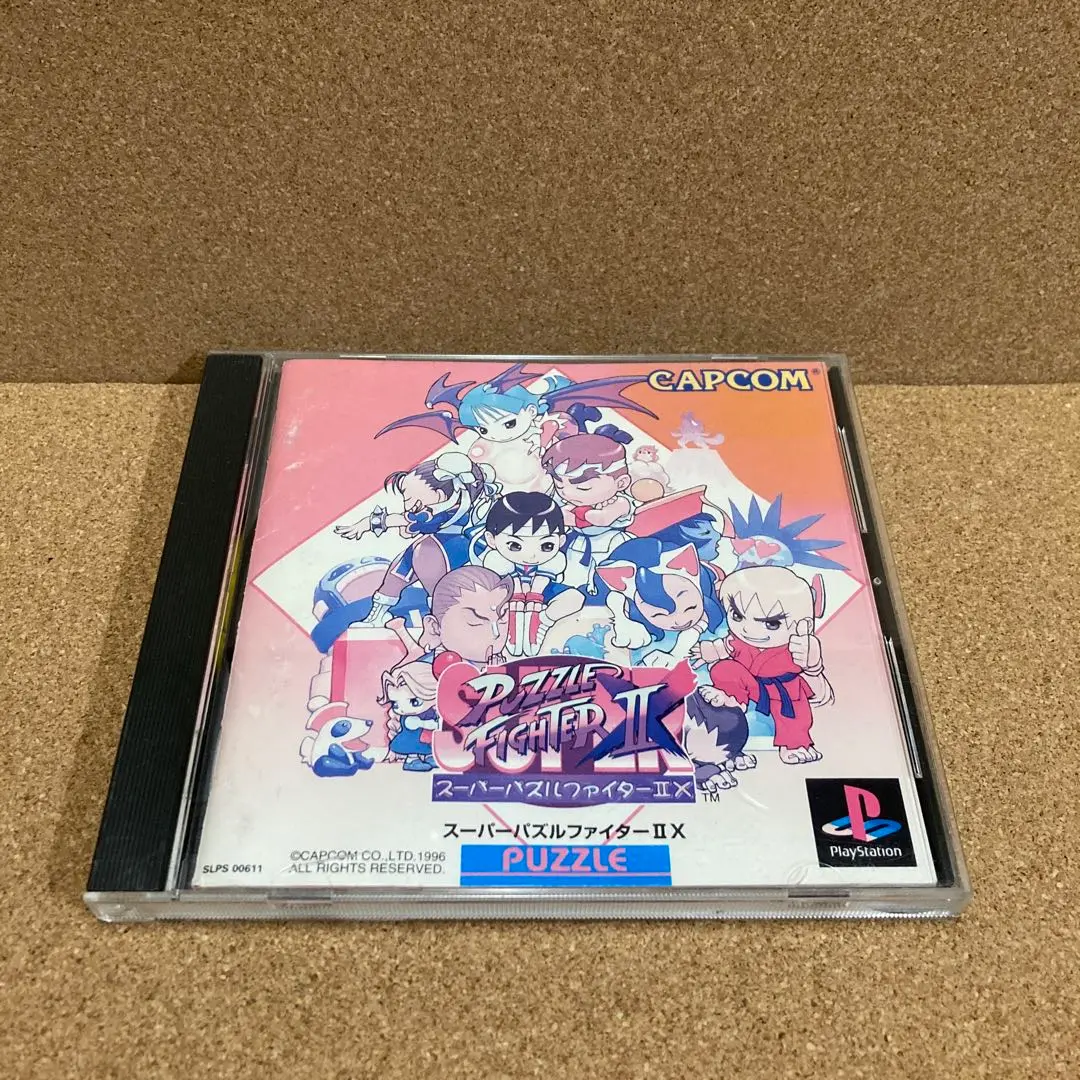 CAPCOM®
SUPER
PUZZLE
FIGHTER II X
スーパーパズルファイターII X TM
スーパーパズルファイターII X
SLPS 00611
©CAPCOM CO.,LTD.1996
ALL RIGHTS RESERVED.
PUZZLE
PlayStation